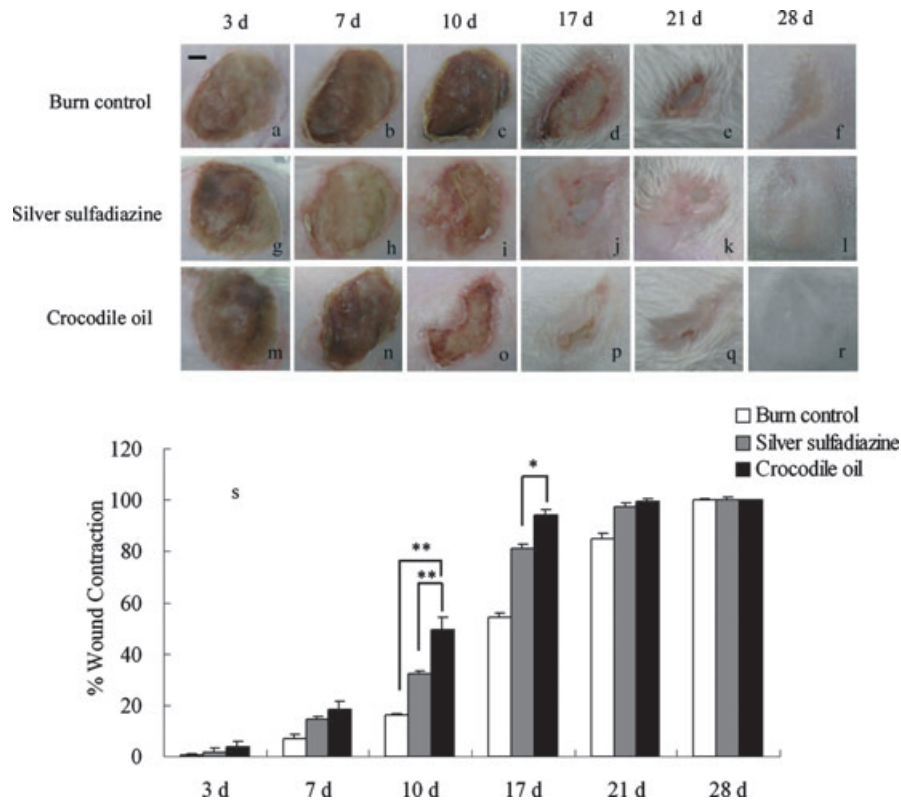 3 d 7 d 10 d 17 d 21 d 28 d
Burn control
a b c d e f
Silver sulfadiazine
g h i j k l
Crocodile oil
m n o p q r
Burn control
Silver sulfadiazine
Crocodile oil
% Wound Contraction
120
100
80
60
40
20
0
s
**
**
*
3 d 7 d 10 d 17 d 21 d 28 d